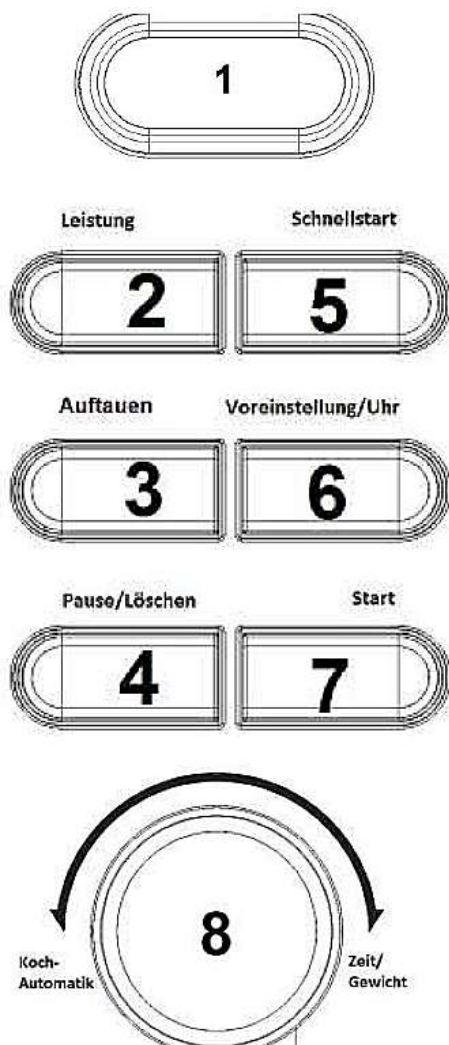 1
Leistung Schnellstart
2 5
Auftauen Voreinstellung/Uhr
3 6
Pause/Löschen Start
4 7
8
Koch-
Automatik
Zeit/
Gewicht